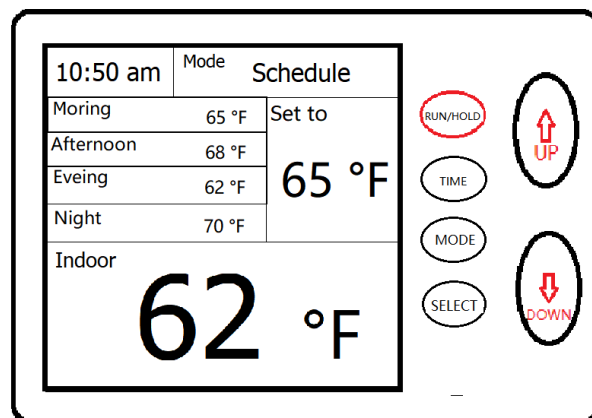 10:50 am
Mode Schedule
Moring 65 °F
Afternoon 68 °F
Eveing 62 °F
Night 70 °F
Set to
65 °F
Indoor
62 °F
RUN/HOLD
TIME
MODE
SELECT
UP
DOWN